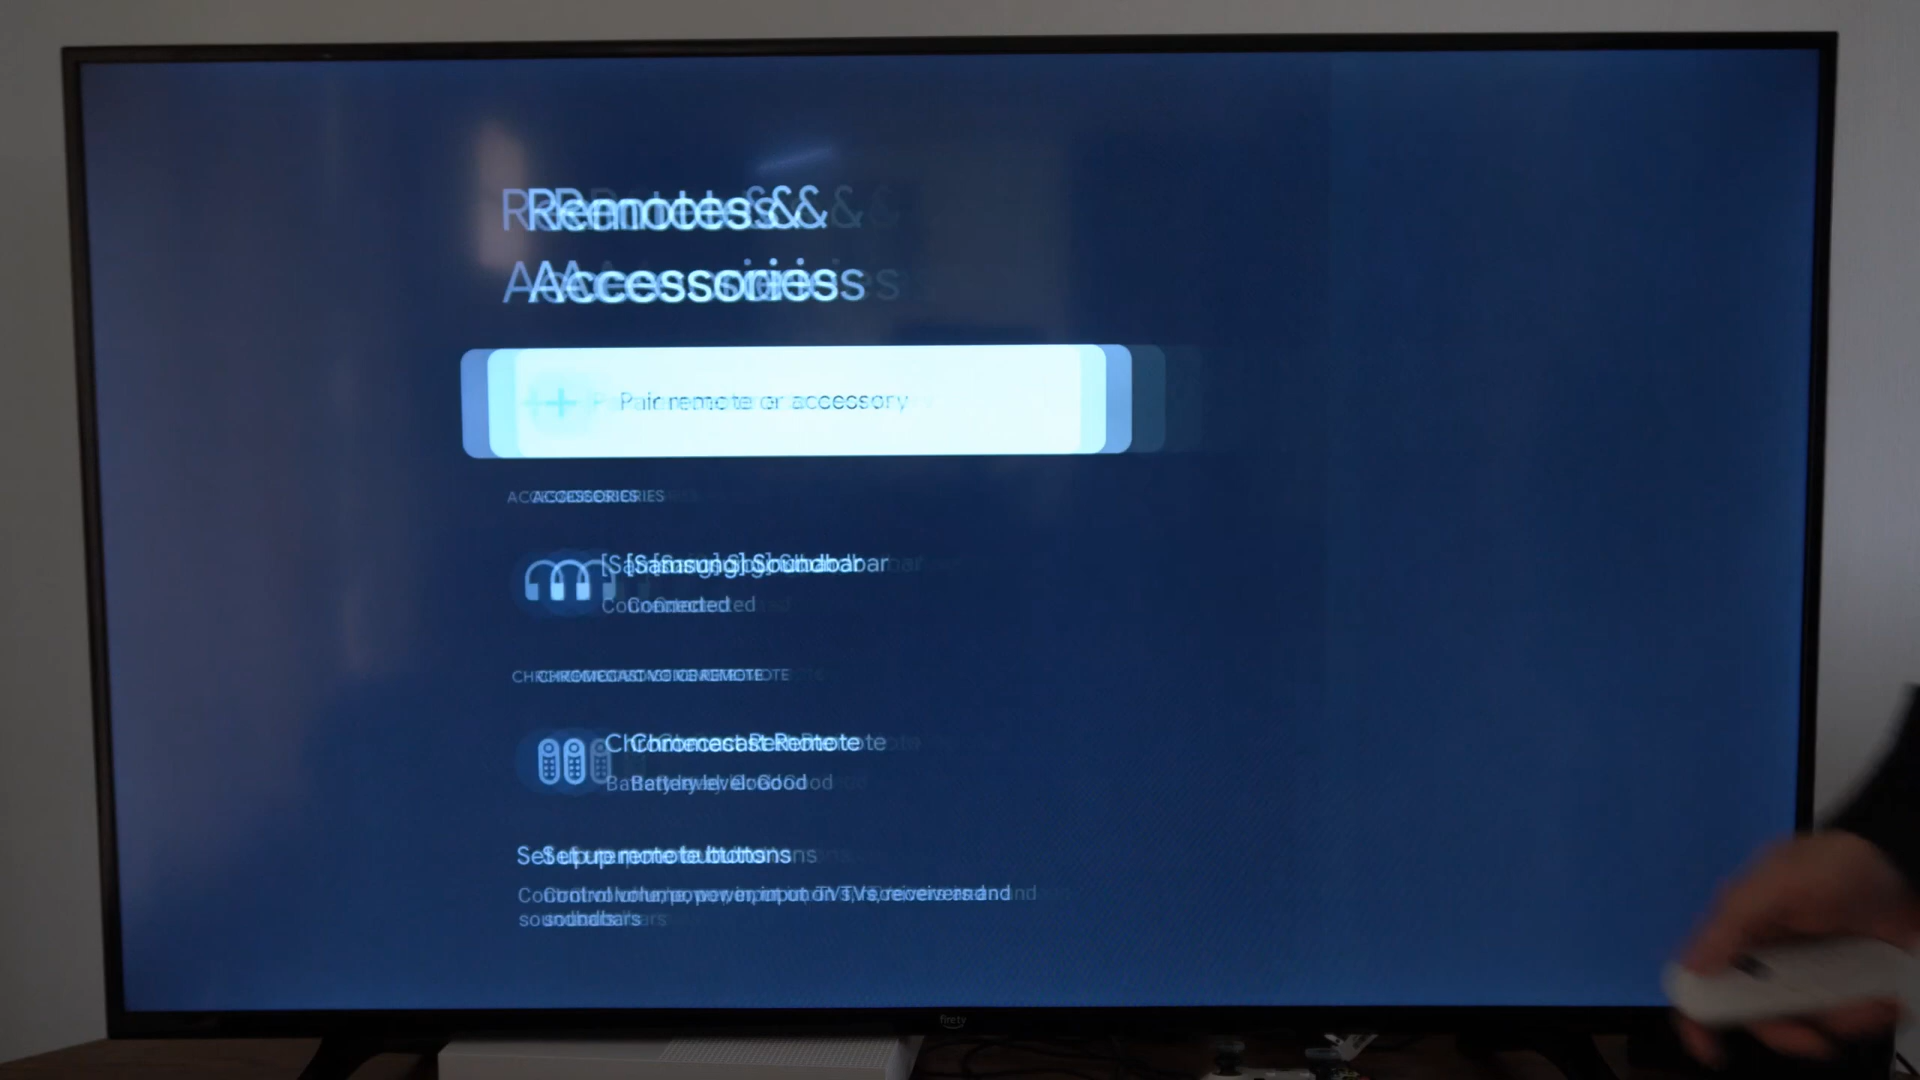 Remotes &
Accessories
Pair remote or accessory
ACCESSORIES
[Samsung] Soundbar
Connected
CHROMECAST VOICE REMOTE
Chromecast Remote
Battery level: Good
Set up remote buttons
Control volume, power, input on TVs, receivers and
soundbars
firetv